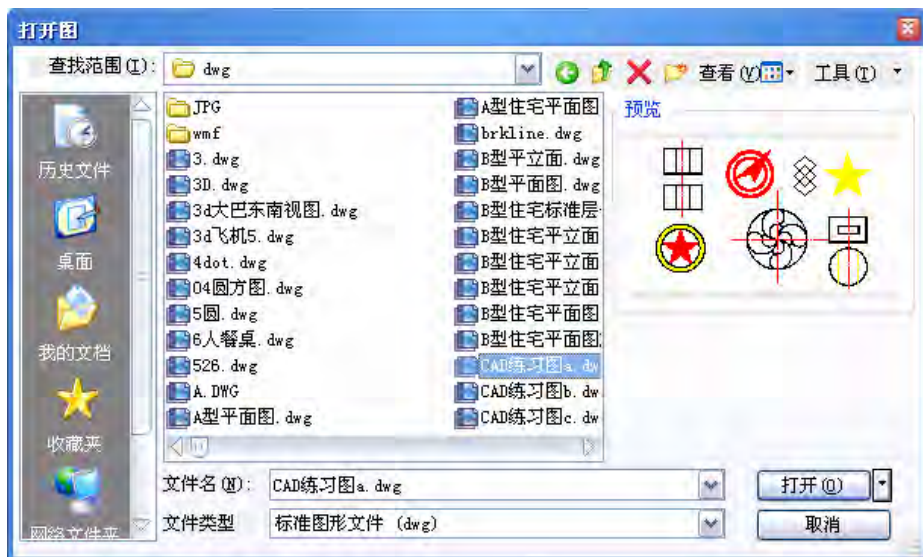 打开图
查找范围(I): dwg 查看(V) 工具(T)
历史文件
桌面
我的文档
收藏夹
网络文件夹
JPG
wmf
3.dwg
3D.dwg
3d大巴东南视图.dwg
3d飞机5.dwg
4dot.dwg
04圆方图.dwg
5圆.dwg
6人餐桌.dwg
526.dwg
A.DWG
A型平面图.dwg
A型住宅平面图
brkline.dwg
B型平立面.dwg
B型平面图.dwg
B型住宅标准层
B型住宅平立面
B型住宅平立面
B型住宅平立面
B型住宅平面图
B型住宅平面图
CAD练习图a.dw
CAD练习图b.dw
CAD练习图c.dw
预览
文件名(N): CAD练习图a.dwg 打开(O)
文件类型 标准图形文件 (dwg) 取消